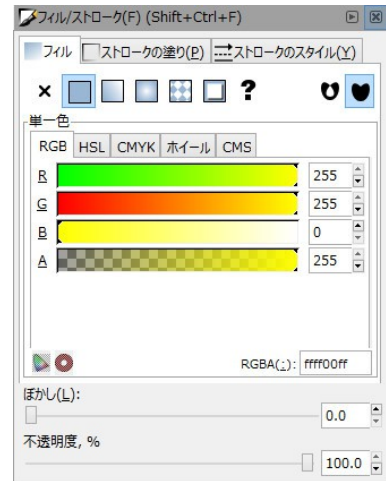 フィル/ストローク(F) (Shift+Ctrl+F)
フィル ストロークの塗り(P) ストロークのスタイル(Y)
× ?
単一色
RGB HSL CMYK ホイール CMS
R 255
G 255
B 0
A 255
RGBA(:): ffff00ff
ぼかし(L):
0.0
不透明度, %
100.0